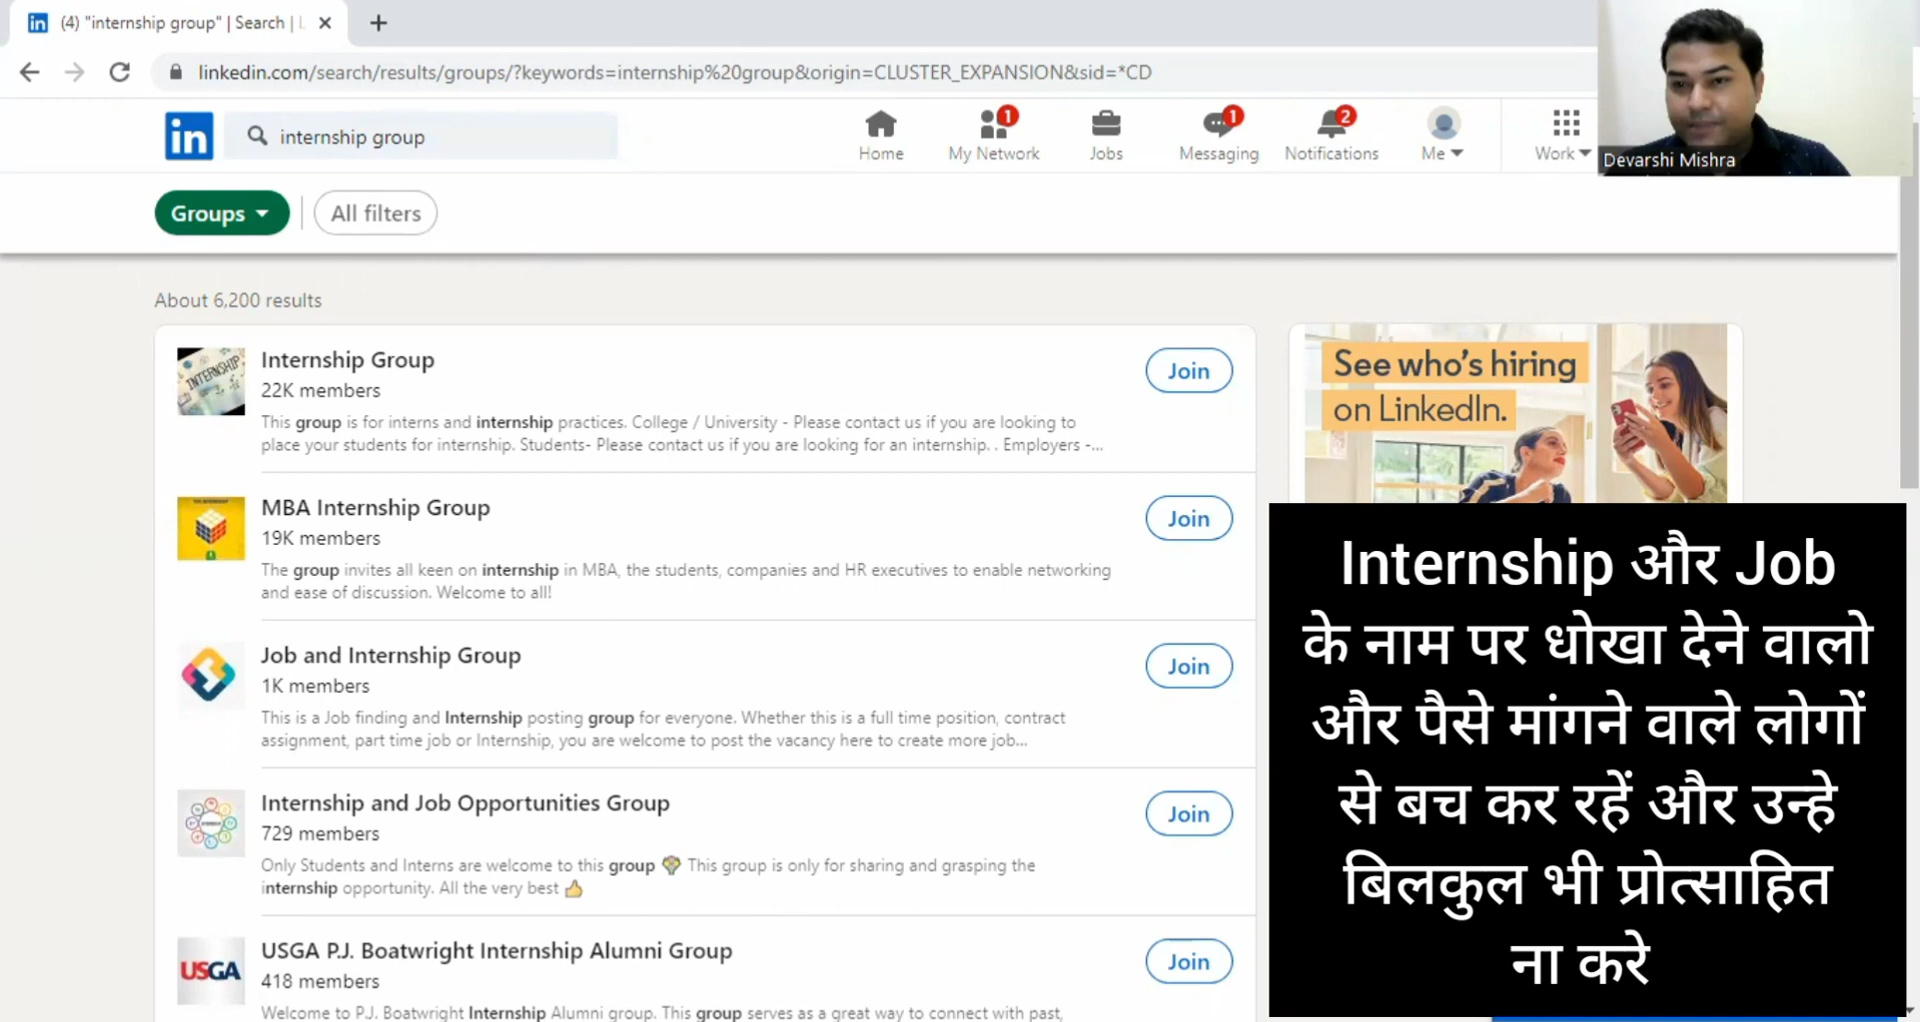 (4) "internship group" | Search | L
linkedin.com/search/results/groups/?keywords=internship%20group&origin=CLUSTER_EXPANSION&sid=*CD
in
internship group
Home
1
My Network
Jobs
1
Messaging
2
Notifications
Me
Work
Devarshi Mishra
Groups
All filters
About 6,200 results
INTERNSHIP
Internship Group
22K members
This group is for interns and internship practices. College / University - Please contact us if you are looking to
place your students for internship. Students- Please contact us if you are looking for an internship. . Employers -...
Join
MBA Internship Group
19K members
The group invites all keen on internship in MBA, the students, companies and HR executives to enable networking
and ease of discussion. Welcome to all!
Join
Job and Internship Group
1K members
This is a Job finding and Internship posting group for everyone. Whether this is a full time position, contract
assignment, part time job or Internship, you are welcome to post the vacancy here to create more job...
Join
Internship and Job Opportunities Group
729 members
Only Students and Interns are welcome to this group 💐 This group is only for sharing and grasping the
internship opportunity. All the very best 👍
Join
USGA
USGA P.J. Boatwright Internship Alumni Group
418 members
Welcome to P.J. Boatwright Internship Alumni group. This group serves as a great way to connect with past,
Join
See who's hiring
on LinkedIn.
Internship और Job
के नाम पर धोखा देने वालो
और पैसे मांगने वाले लोगों
से बच कर रहें और उन्हे
बिलकुल भी प्रोत्साहित
ना करे